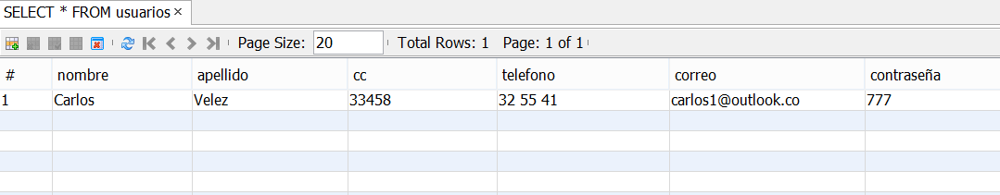 SELECT * FROM usuarios
Page Size: 20 Total Rows: 1 Page: 1 of 1
# nombre apellido cc telefono correo contraseña
1 Carlos Velez 33458 32 55 41 carlos1@outlook.co 777